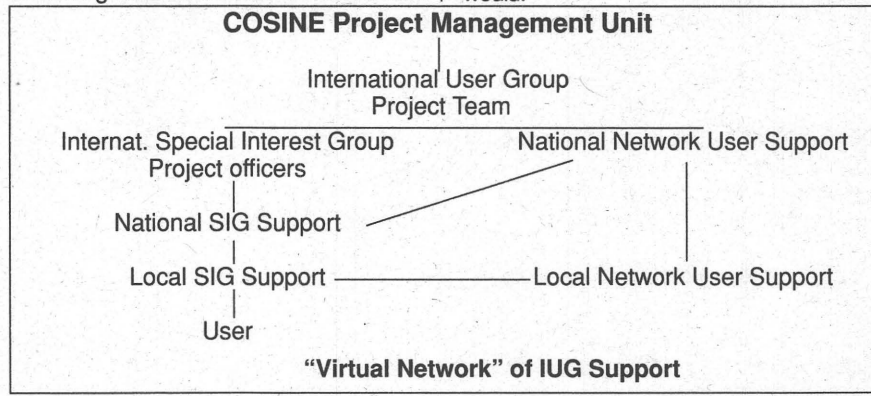 COSINE Project Management Unit
International User Group
Project Team
Internat. Special Interest Group
Project officers
National Network User Support
National SIG Support
Local SIG Support
Local Network User Support
User
“Virtual Network” of IUG Support